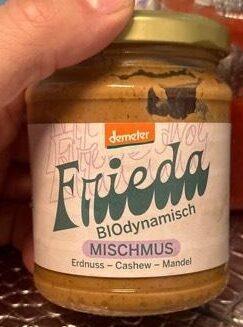 demeter
Frieda
BIOdynamisch
MISCHMUS
Erdnuss – Cashew – Mandel